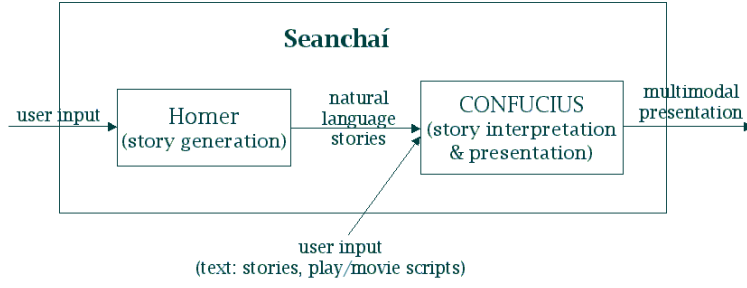 Seanchaí
user input
Homer
(story generation)
natural
language
stories
CONFUCIUS
(story interpretation
& presentation)
multimodal
presentation
user input
(text: stories, play/movie scripts)